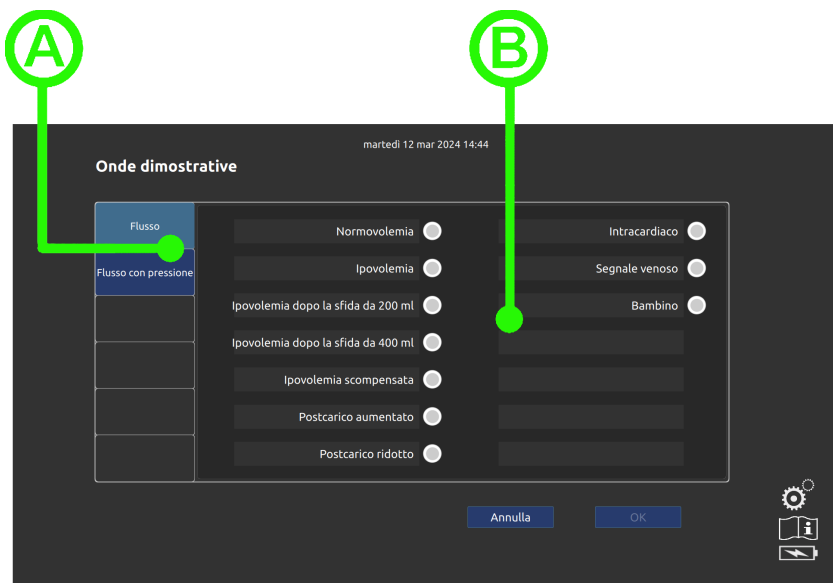 A
B
martedì 12 mar 2024 14:44
Onde dimostrative
Flusso
Flusso con pressione
Normovolemia
Ipovolemia
Ipovolemia dopo la sfida da 200 ml
Ipovolemia dopo la sfida da 400 ml
Ipovolemia scompensata
Postcarico aumentato
Postcarico ridotto
Intracardiaco
Segnale venoso
Bambino
Annulla
OK
i